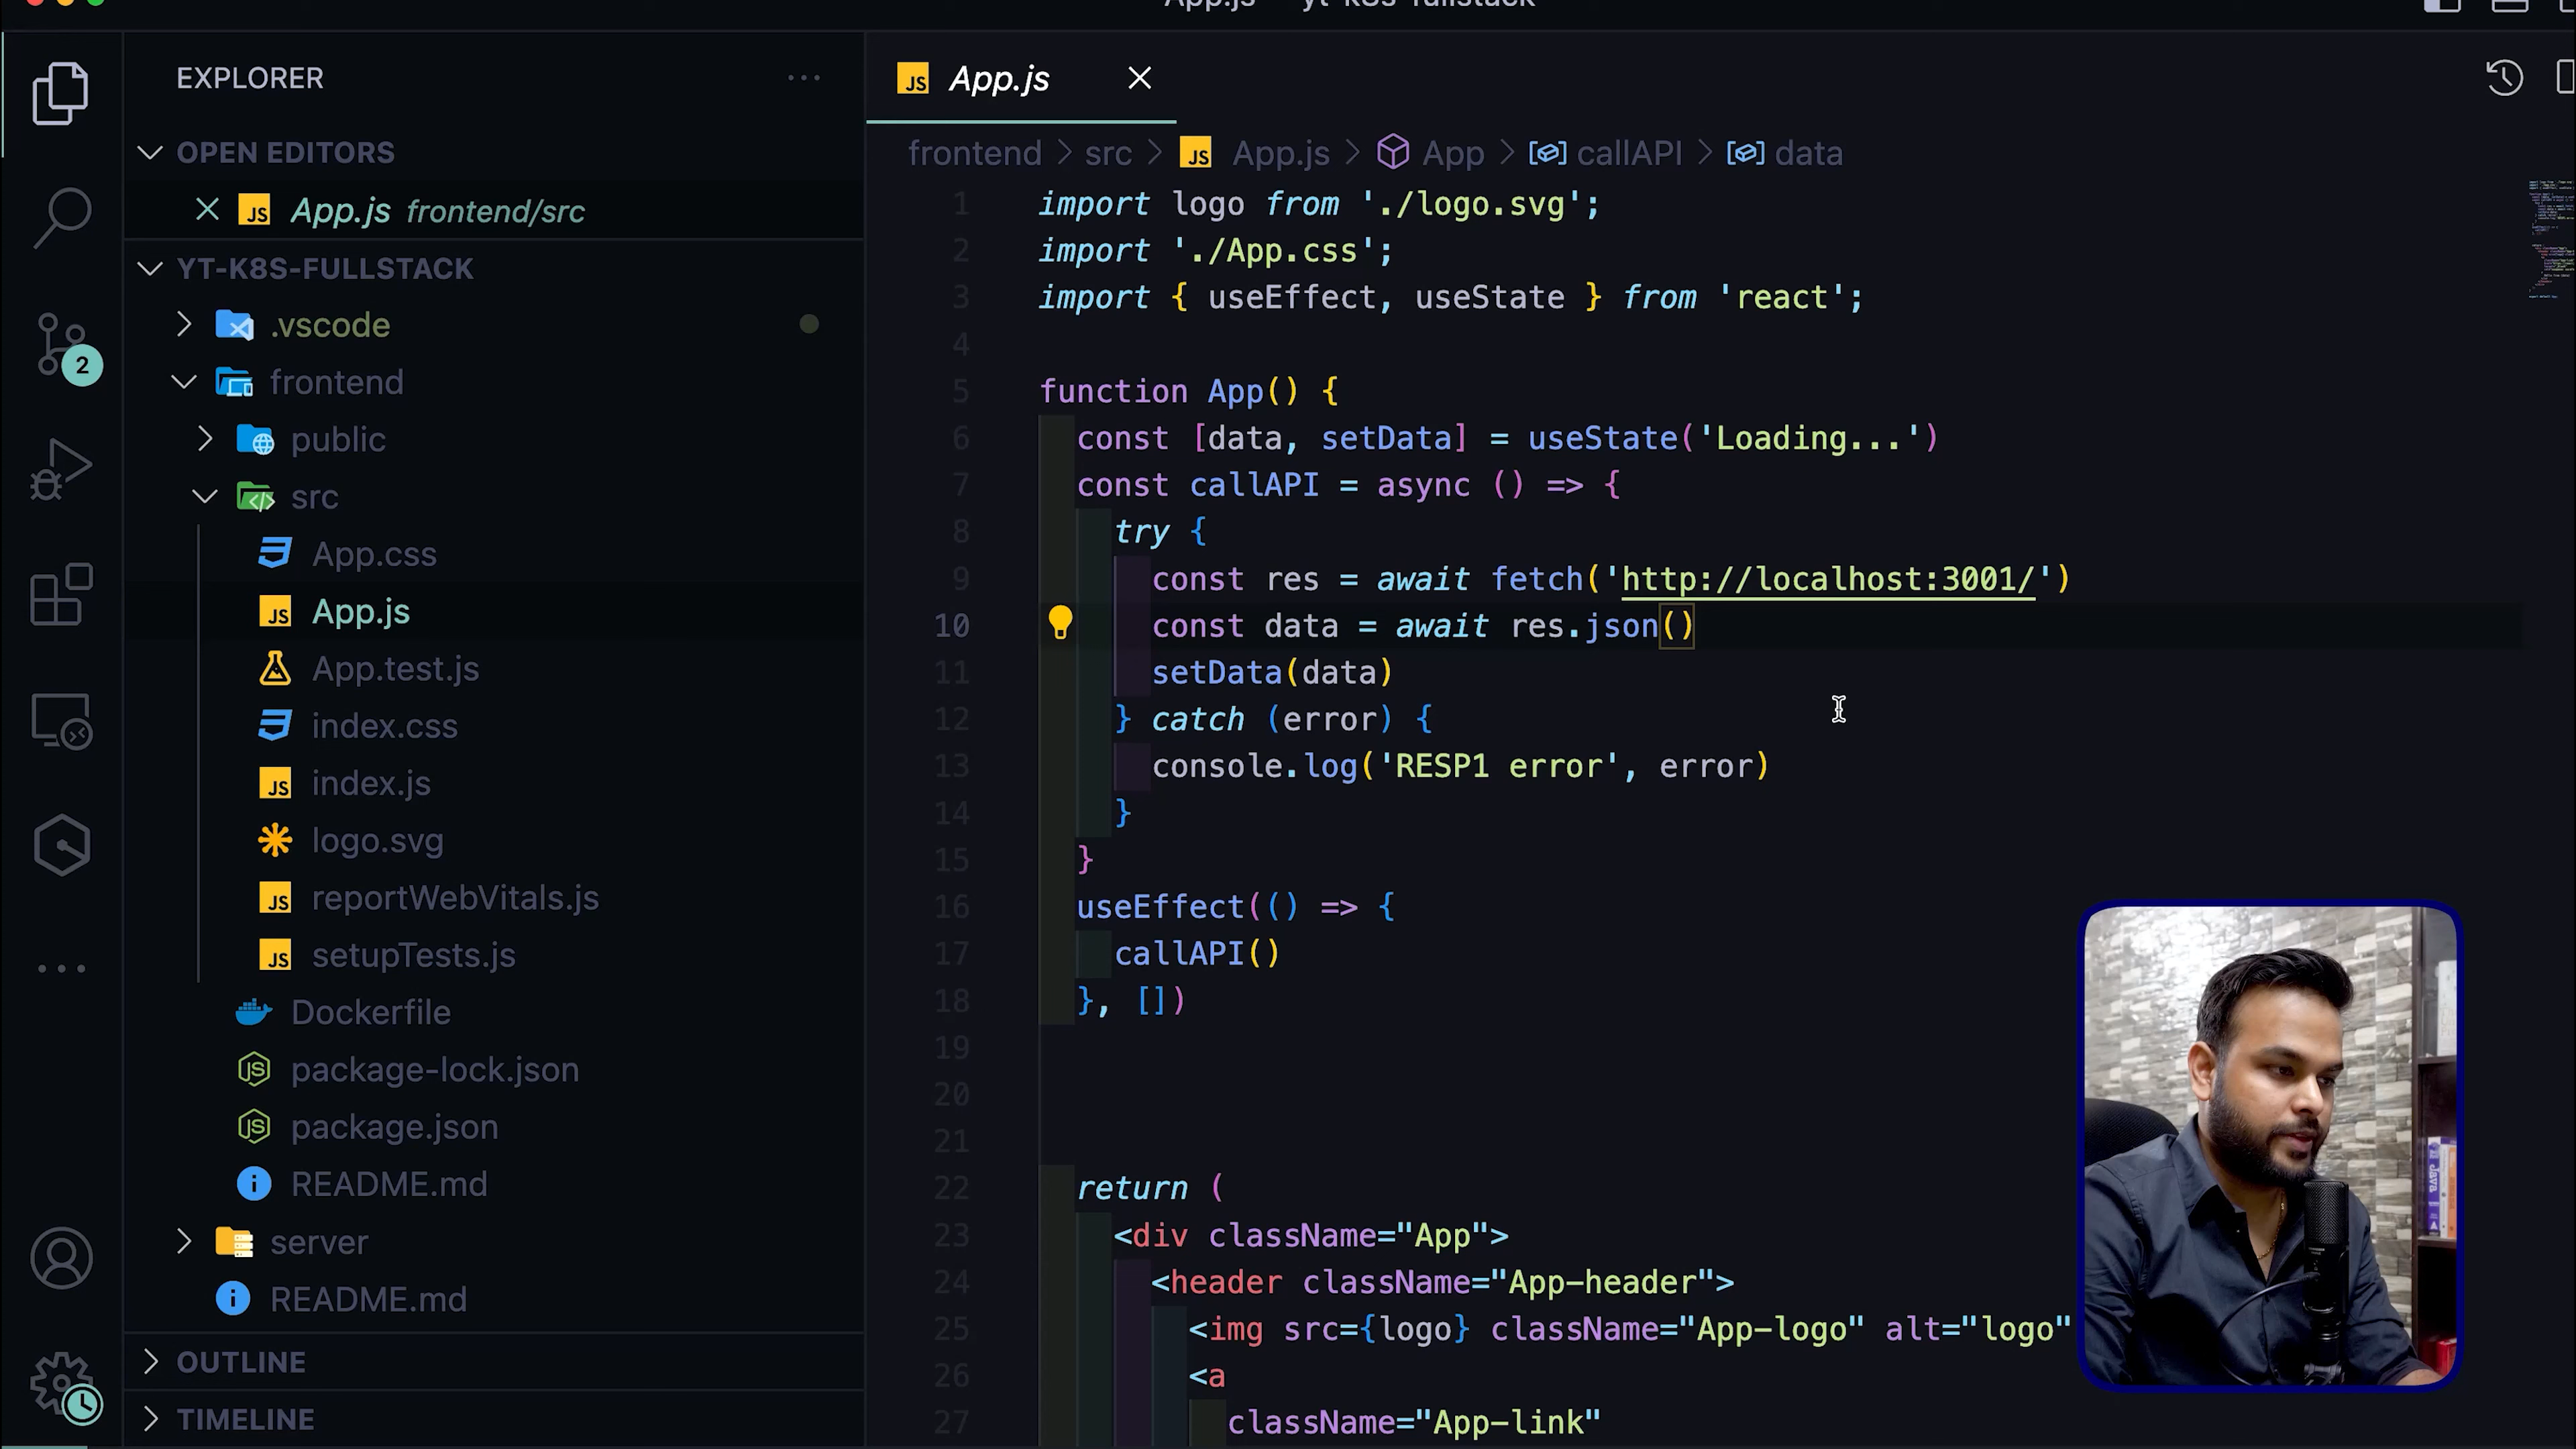 App.js — yt-k8s-fullstack
EXPLORER
OPEN EDITORS
App.js frontend/src
YT-K8S-FULLSTACK
.vscode
frontend
public
src
App.css
App.js
App.test.js
index.css
index.js
logo.svg
reportWebVitals.js
setupTests.js
Dockerfile
package-lock.json
package.json
README.md
server
README.md
OUTLINE
TIMELINE
2
App.js
frontend > src > App.js > App > callAPI > data
1 import logo from './logo.svg';
2 import './App.css';
3 import { useEffect, useState } from 'react';
4
5 function App() {
6 const [data, setData] = useState('Loading...')
7 const callAPI = async () => {
8 try {
9 const res = await fetch('http://localhost:3001/')
10 const data = await res.json()
11 setData(data)
12 } catch (error) {
13 console.log('RESP1 error', error)
14 }
15 }
16 useEffect(() => {
17 callAPI()
18 }, [])
19
20
21
22 return (
23 <div className="App">
24 <header className="App-header">
25 <img src={logo} className="App-logo" alt="logo"
26 <a
27 className="App-link"
Java